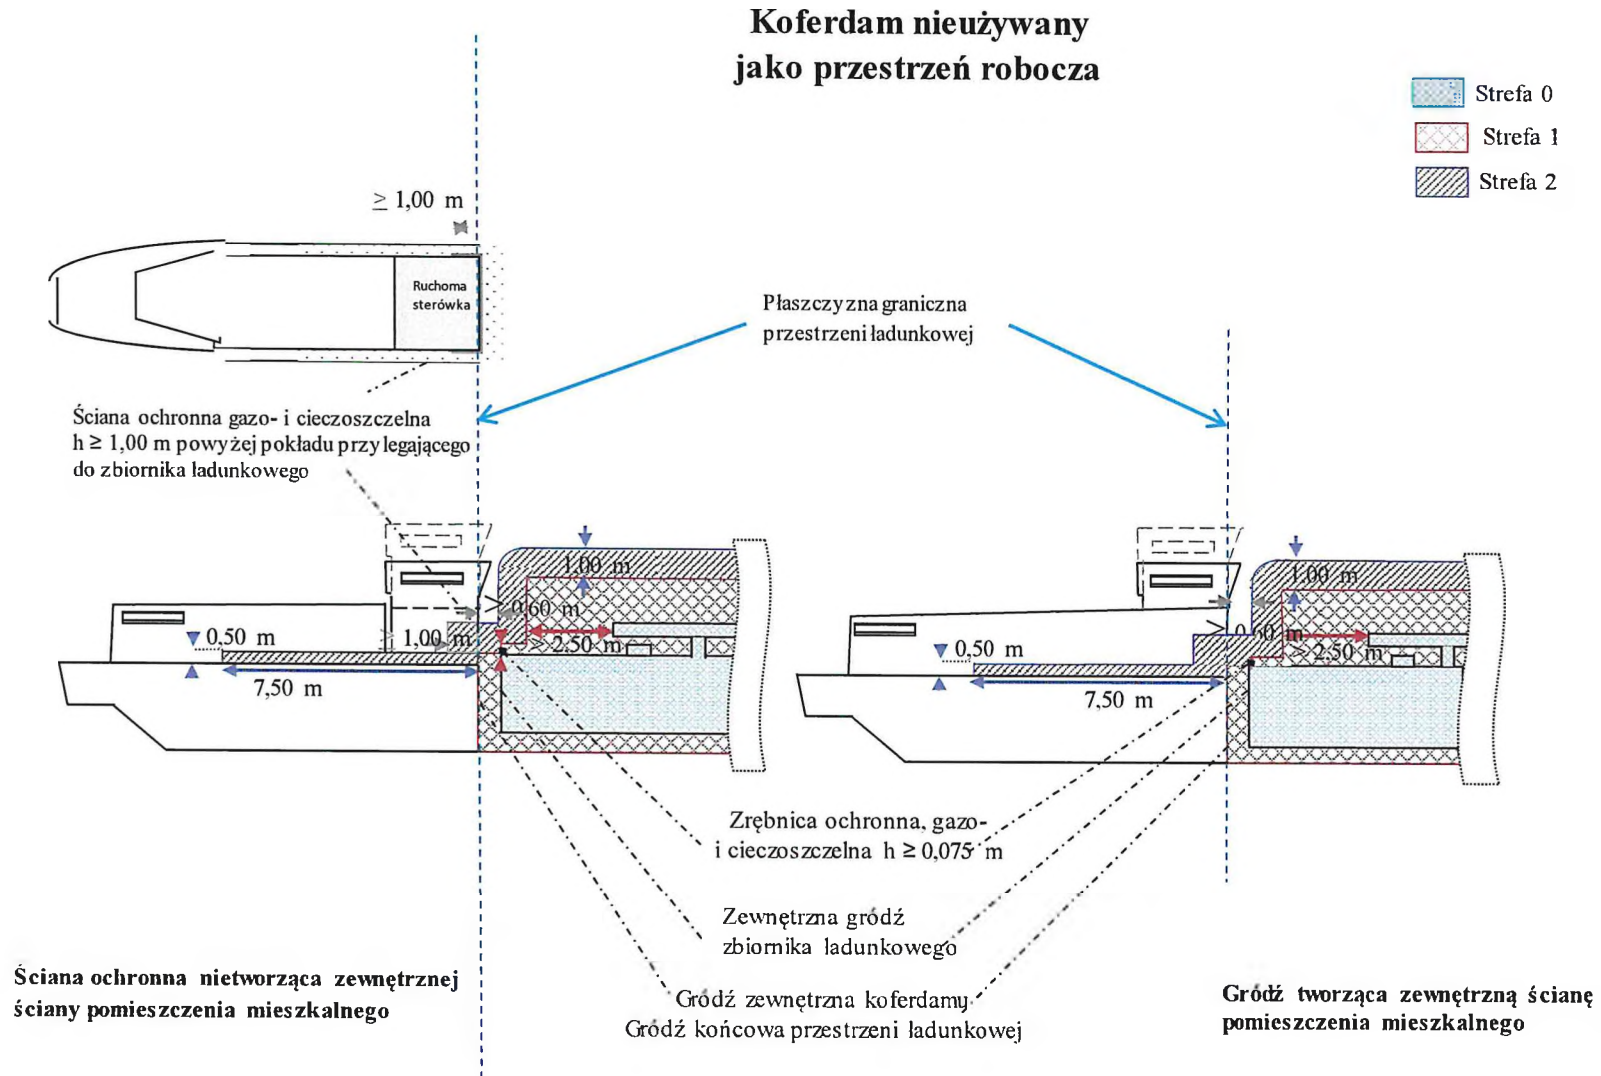 Koferdam nieużywany
jako przestrzeń robocza
Strefa 0
Strefa 1
Strefa 2
≥ 1,00 m
Ruchoma
sterówka
Płaszczyzna graniczna
przestrzeni ładunkowej
Ściana ochronna gazo- i cieczoszczelna
h ≥ 1,00 m powyżej pokładu przylegającego
do zbiornika ładunkowego
1,00 m
> 0,60 m
0,50 m
≥ 1,00 m
> 2,50 m
7,50 m
1,00 m
> 0,60 m
0,50 m
> 2,50 m
7,50 m
Zrębnica ochronna, gazo-
i cieczoszczelna h ≥ 0,075 m
Zewnętrzna gródź
zbiornika ładunkowego
Gródź zewnętrzna koferdamy
Gródź końcowa przestrzeni ładunkowej
Ściana ochronna nietworząca zewnętrznej
ściany pomieszczenia mieszkalnego
Gródź tworząca zewnętrzną ścianę
pomieszczenia mieszkalnego